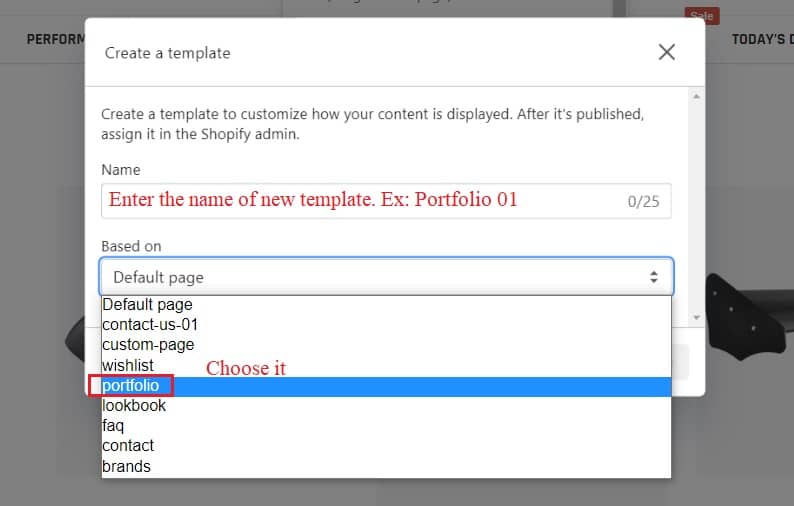 Sale
PERFORM
TODAY'S
Create a template
Create a template to customize how your content is displayed. After it's published,
assign it in the Shopify admin.
Name
Enter the name of new template. Ex: Portfolio 01
0/25
Based on
Default page
Default page
contact-us-01
custom-page
wishlist
Choose it
portfolio
lookbook
faq
contact
brands